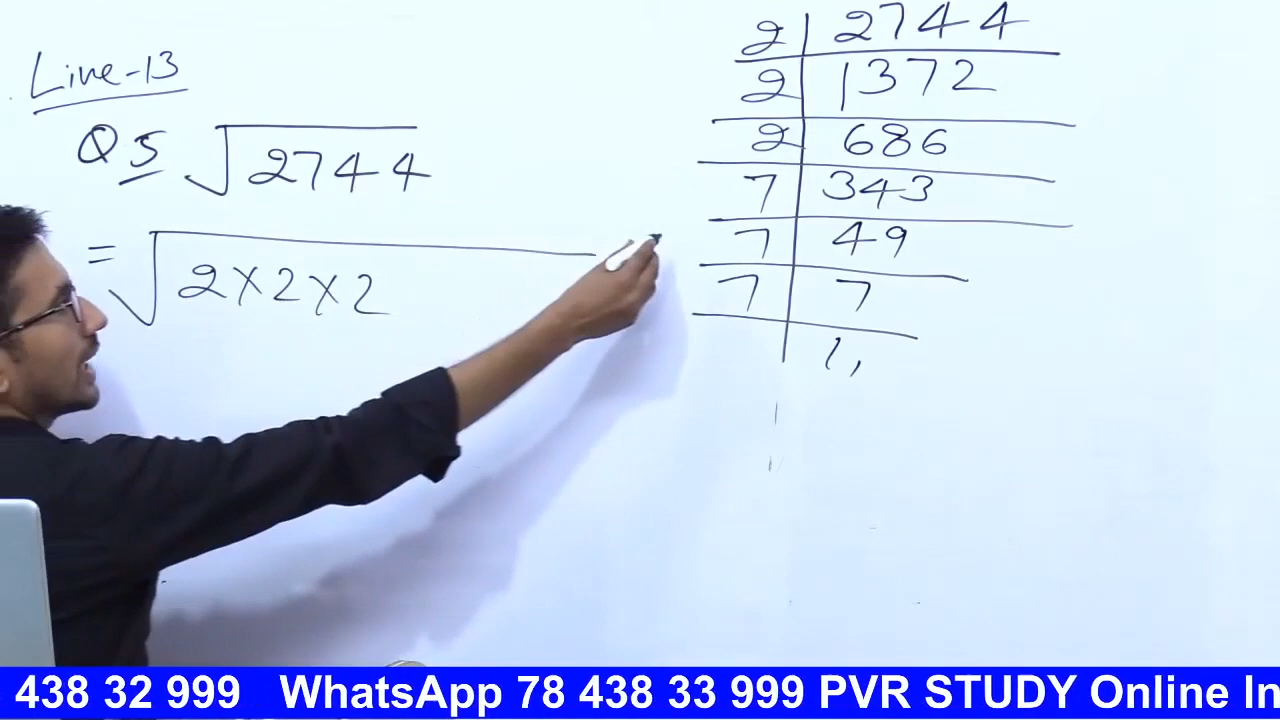 Line-13
Q 5 √2744
= √2×2×2
2 | 2744
2 | 1372
2 | 686
7 | 343
7 | 49
7 | 7
1,
438 32 999 WhatsApp 78 438 33 999 PVR STUDY Online In